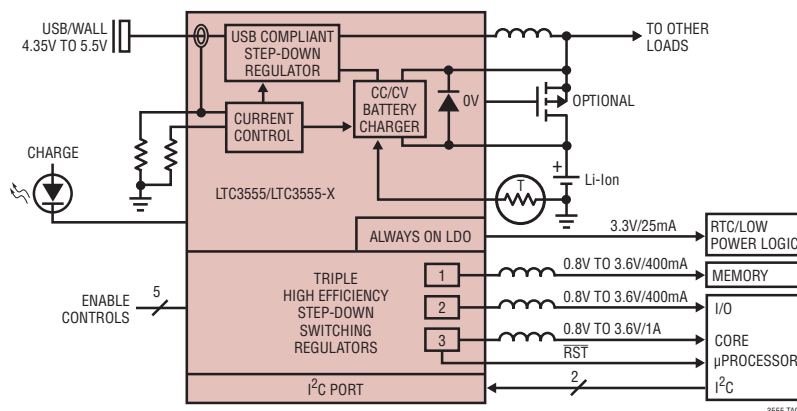 USB/WALL
4.35V TO 5.5V
USB COMPLIANT
STEP-DOWN
REGULATOR
TO OTHER
LOADS
CC/CV
BATTERY
CHARGER
0V
OPTIONAL
CURRENT
CONTROL
CHARGE
LTC3555/LTC3555-X
T
+
Li-Ion
ALWAYS ON LDO
3.3V/25mA
RTC/LOW
POWER LOGIC
ENABLE
CONTROLS
5
TRIPLE
HIGH EFFICIENCY
STEP-DOWN
SWITCHING
REGULATORS
1
0.8V TO 3.6V/400mA
MEMORY
2
0.8V TO 3.6V/400mA
I/O
3
0.8V TO 3.6V/1A
CORE
RST
µPROCESSOR
I2C PORT
2
I2C